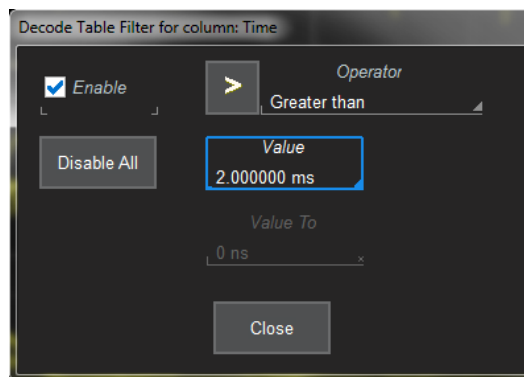 Decode Table Filter for column: Time
Enable
>
Operator
Greater than
Disable All
Value
2.000000 ms
Value To
0 ns
×
Close